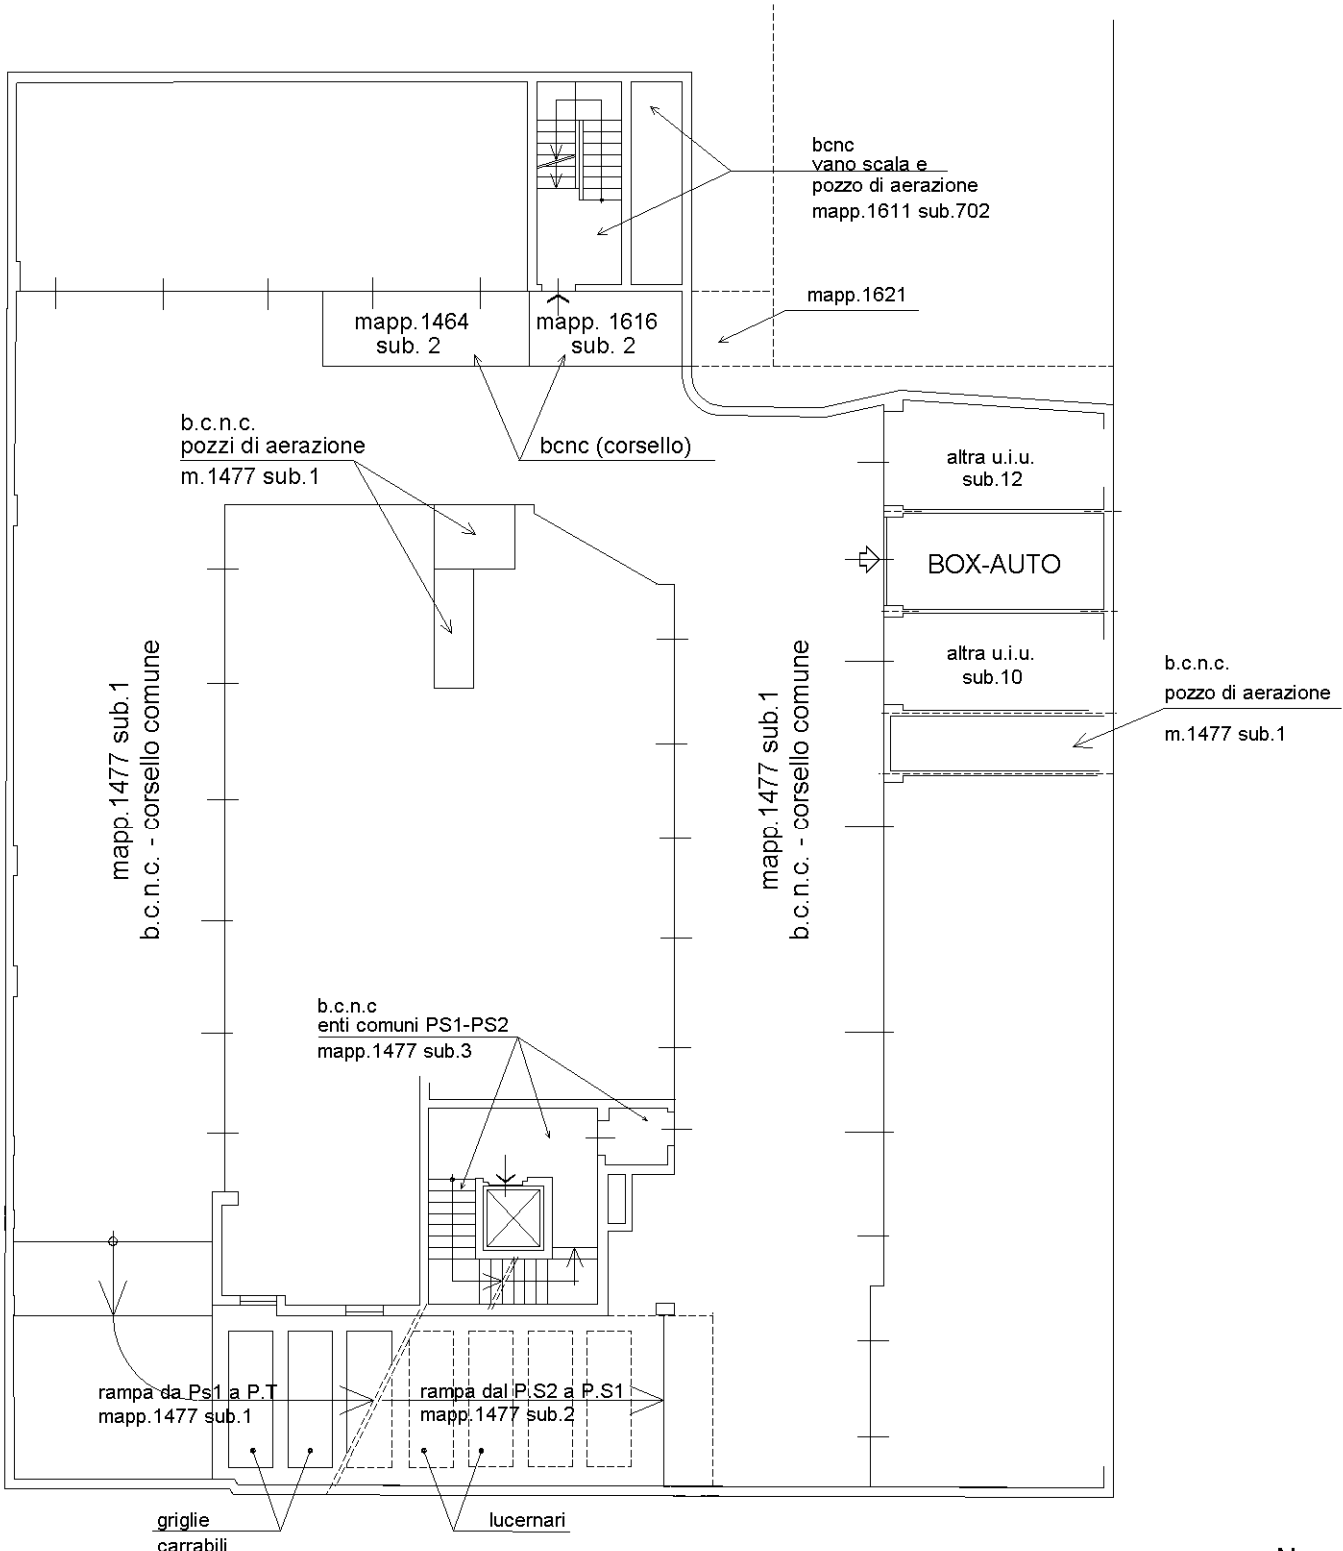 bcnc
vano scala e
pozzo di aerazione
mapp.1611 sub.702
mapp.1621
mapp.1464
sub. 2
mapp. 1616
sub. 2
b.c.n.c.
pozzi di aerazione
m.1477 sub.1
bcnc (corsello)
altra u.i.u.
sub.12
BOX-AUTO
altra u.i.u.
sub.10
b.c.n.c.
pozzo di aerazione
m.1477 sub.1
mapp.1477 sub.1
b.c.n.c. - corsello comune
mapp.1477 sub.1
b.c.n.c. - corsello comune
b.c.n.c
enti comuni PS1-PS2
mapp.1477 sub.3
rampa da Ps1 a P.T
mapp.1477 sub.1
rampa dal P.S2 a P.S1
mapp.1477 sub.2
griglie
carrabili
lucernari